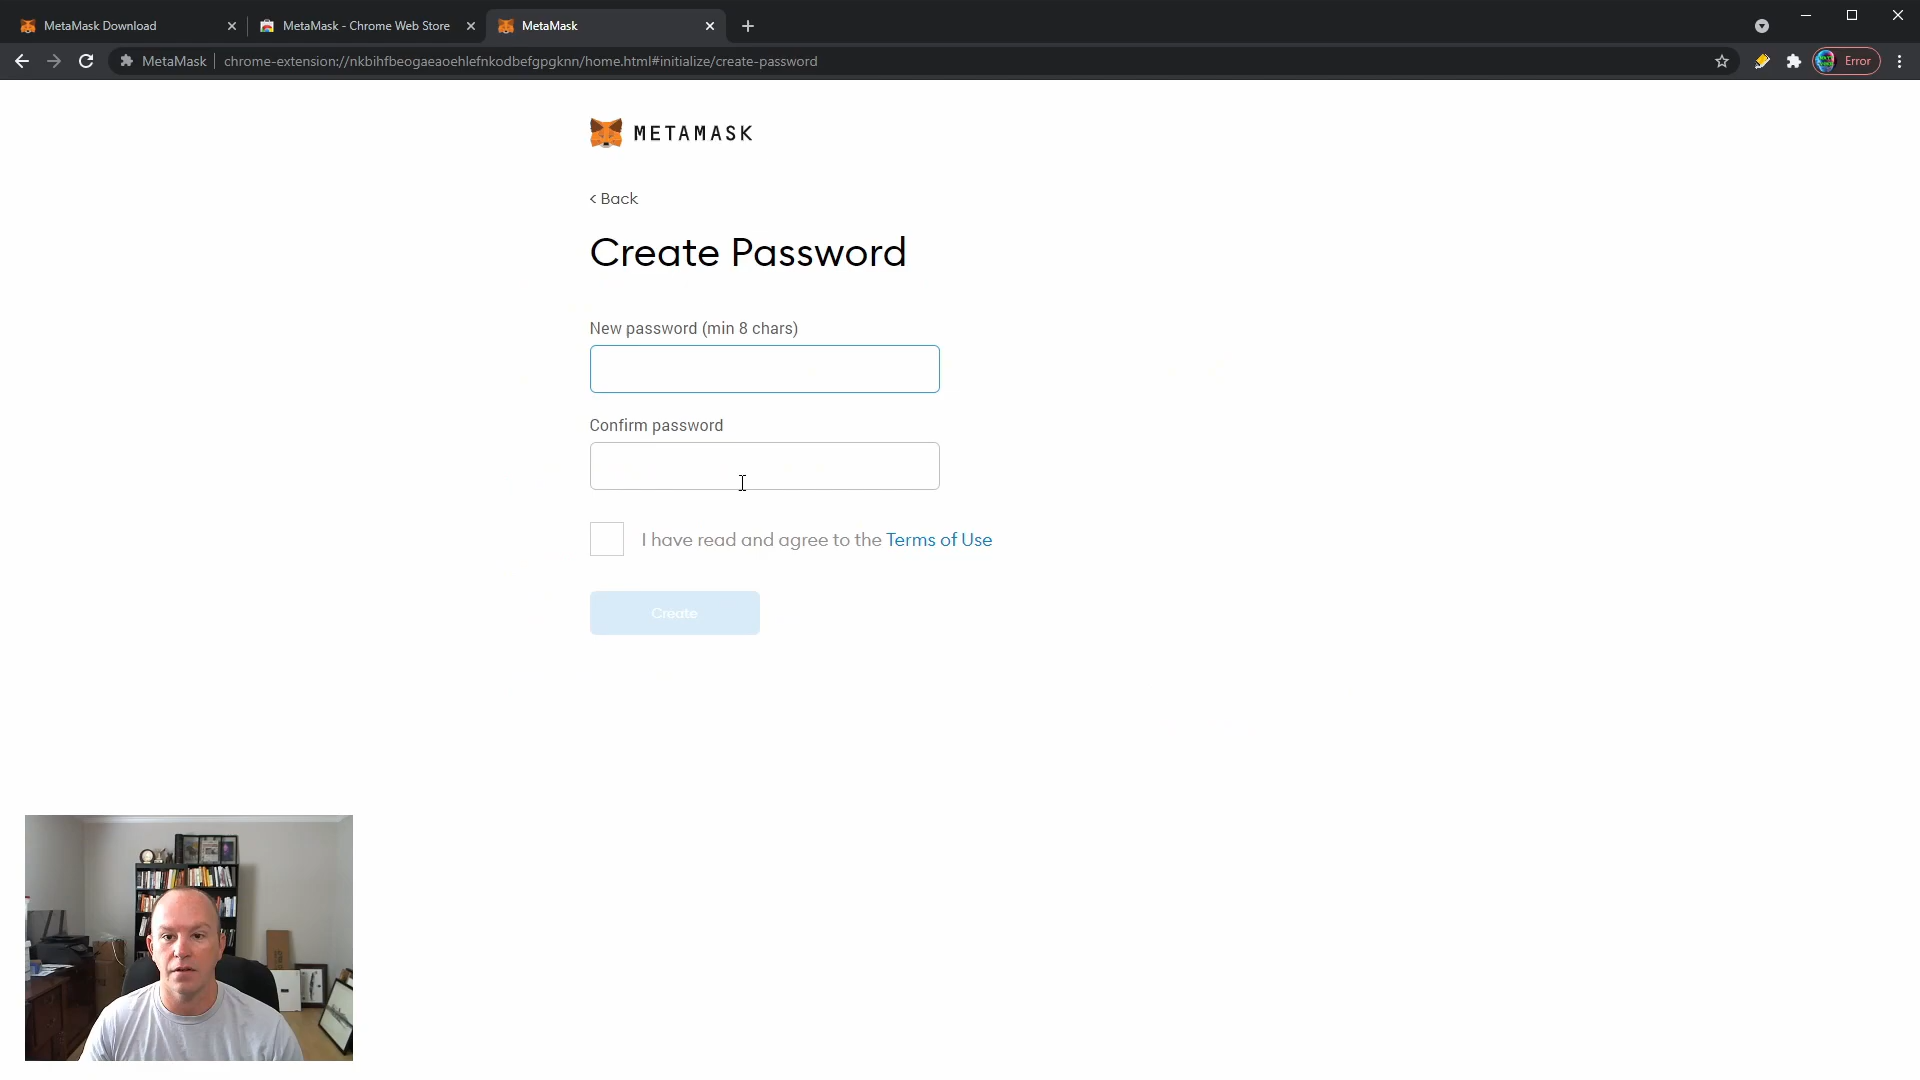 MetaMask Download
MetaMask - Chrome Web Store
MetaMask
MetaMask
chrome-extension://nkbihfbeogaeaoehlefnkodbefgpgknn/home.html#initialize/create-password
Error
METAMASK
< Back
Create Password
New password (min 8 chars)
Confirm password
I have read and agree to the Terms of Use
Create